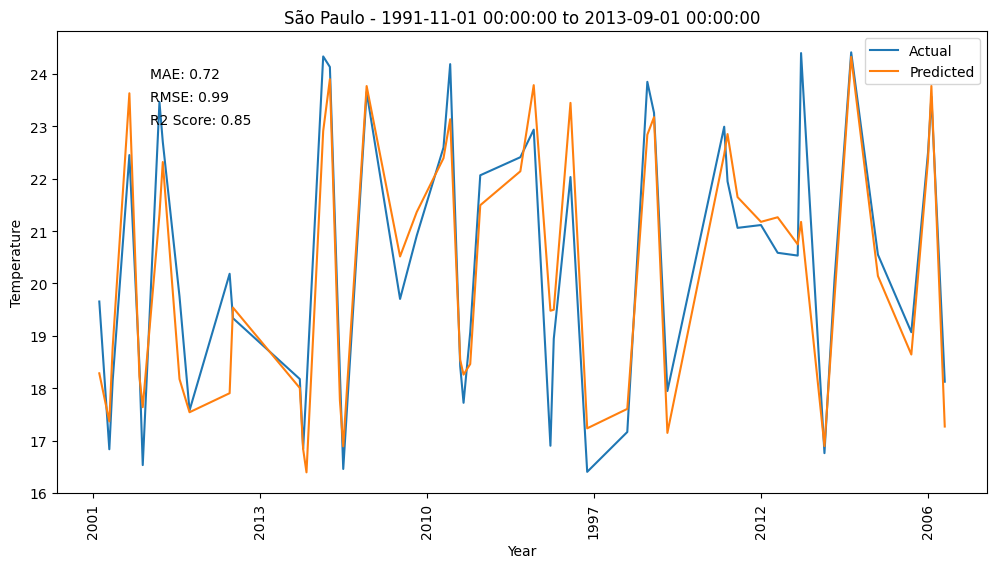 São Paulo - 1991-11-01 00:00:00 to 2013-09-01 00:00:00
Actual
Predicted
MAE: 0.72
RMSE: 0.99
R2 Score: 0.85
Temperature
24
23
22
21
20
19
18
17
16
2001
2013
2010
1997
2012
2006
Year